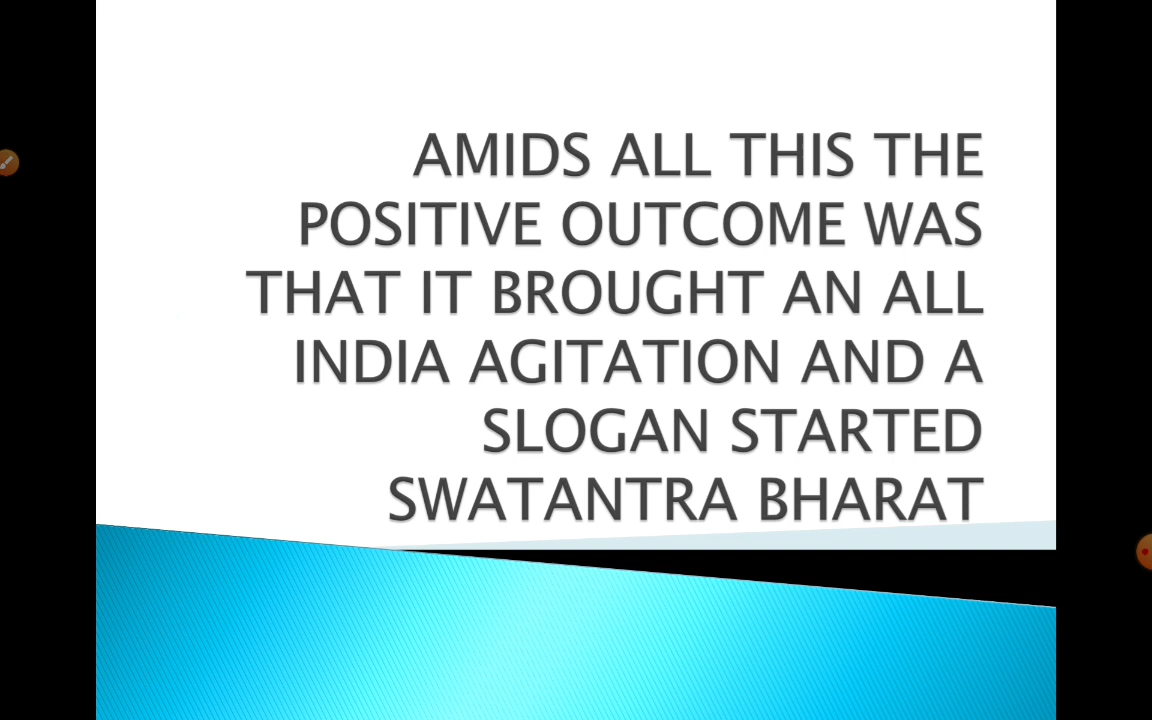 AMIDS ALL THIS THE
POSITIVE OUTCOME WAS
THAT IT BROUGHT AN ALL
INDIA AGITATION AND A
SLOGAN STARTED
SWATANTRA BHARAT